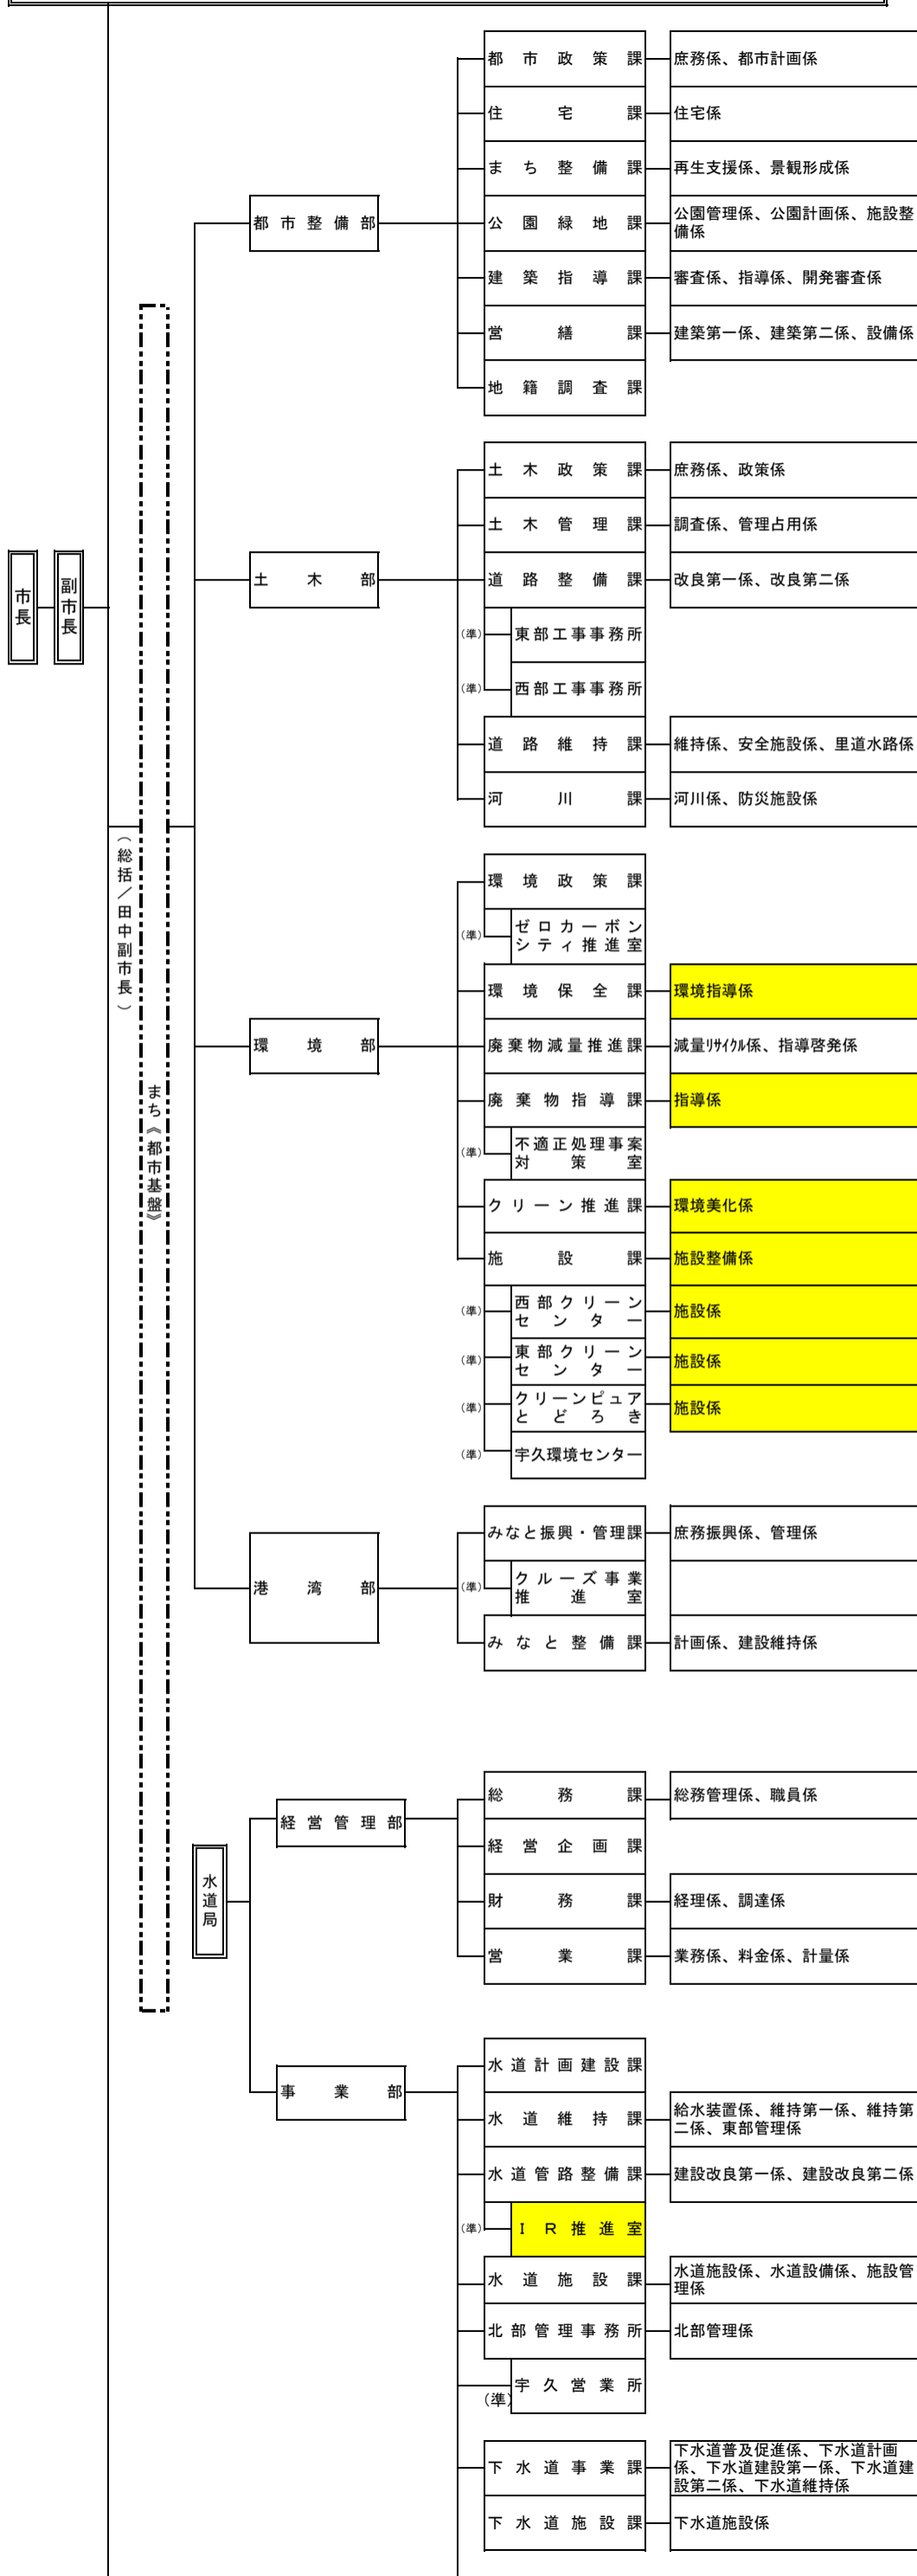 市長
副市長
（総括／田中副市長）
まち《都市基盤》
都市整備部
都市政策課
庶務係、都市計画係
住宅課
住宅係
まち整備課
再生支援係、景観形成係
公園緑地課
公園管理係、公園計画係、施設整
備係
建築指導課
審査係、指導係、開発審査係
営繕課
建築第一係、建築第二係、設備係
地籍調査課
土木部
土木政策課
庶務係、政策係
土木管理課
調査係、管理占用係
道路整備課
改良第一係、改良第二係
（準）
東部工事事務所
（準）
西部工事事務所
道路維持課
維持係、安全施設係、里道水路係
河川課
河川係、防災施設係
環境部
環境政策課
（準）
ゼロカーボン
シティ推進室
環境保全課
環境指導係
廃棄物減量推進課
減量ﾘｻｲｸﾙ係、指導啓発係
廃棄物指導課
指導係
（準）
不適正処理事案
対策室
クリーン推進課
環境美化係
施設課
施設整備係
（準）
西部クリーン
センター
施設係
（準）
東部クリーン
センター
施設係
（準）
クリーンピュア
とどろき
施設係
（準）
宇久環境センター
港湾部
みなと振興・管理課
庶務振興係、管理係
（準）
クルーズ事業
推進室
みなと整備課
計画係、建設維持係
水道局
経営管理部
総務課
総務管理係、職員係
経営企画課
財務課
経理係、調達係
営業課
業務係、料金係、計量係
事業部
水道計画建設課
水道維持課
給水装置係、維持第一係、維持第
二係、東部管理係
水道管路整備課
建設改良第一係、建設改良第二係
（準）
ＩＲ推進室
水道施設課
水道施設係、水道設備係、施設管
理係
北部管理事務所
北部管理係
（準）
宇久営業所
下水道事業課
下水道普及促進係、下水道計画
係、下水道建設第一係、下水道建
設第二係、下水道維持係
下水道施設課
下水道施設係